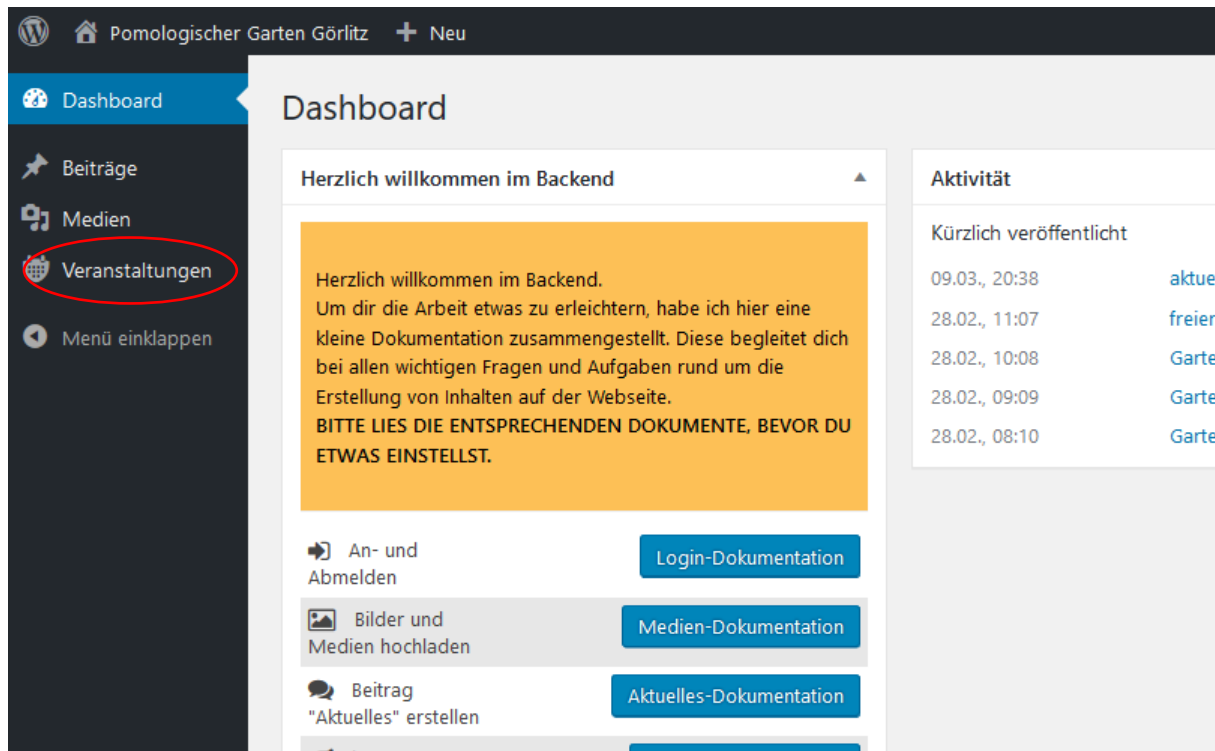 Pomologischer Garten Görlitz + Neu
Dashboard
Beiträge
Medien
Veranstaltungen
Menü einklappen
Dashboard
Herzlich willkommen im Backend
Herzlich willkommen im Backend.
Um dir die Arbeit etwas zu erleichtern, habe ich hier eine
kleine Dokumentation zusammengestellt. Diese begleitet dich
bei allen wichtigen Fragen und Aufgaben rund um die
Erstellung von Inhalten auf der Webseite.
BITTE LIES DIE ENTSPRECHENDEN DOKUMENTE, BEVOR DU
ETWAS EINSTELLST.
An- und
Abmelden
Login-Dokumentation
Bilder und
Medien hochladen
Medien-Dokumentation
Beitrag
"Aktuelles" erstellen
Aktuelles-Dokumentation
Aktivität
Kürzlich veröffentlicht
09.03., 20:38 aktue
28.02., 11:07 freier
28.02., 10:08 Garte
28.02., 09:09 Garte
28.02., 08:10 Garte